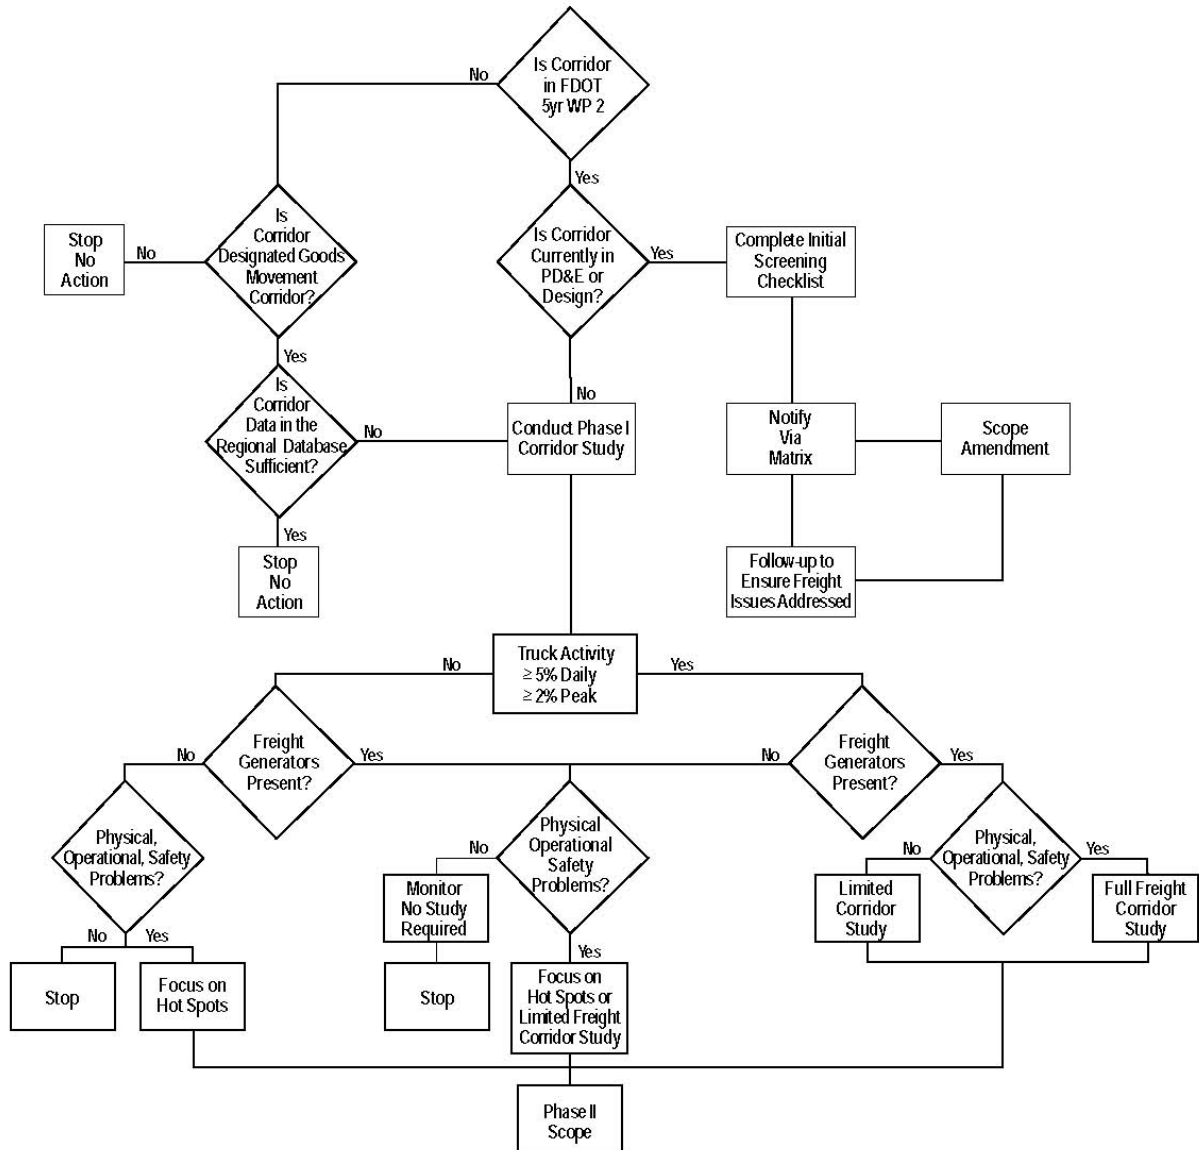 Is Corridor
in FDOT
5yr WP 2
No
Yes
Is
Corridor
Designated Goods
Movement
Corridor?
No
Stop
No
Action
Is Corridor
Currently in
PD&E or
Design?
Yes
Complete Initial
Screening
Checklist
Yes
No
Is
Corridor
Data in the
Regional Database
Sufficient?
No
Conduct Phase I
Corridor Study
Notify
Via
Matrix
Scope
Amendment
Yes
Stop
No
Action
Follow-up to
Ensure Freight
Issues Addressed
Truck Activity
≥ 5% Daily
≥ 2% Peak
No
Yes
Freight
Generators
Present?
No
Yes
Freight
Generators
Present?
No
Yes
Physical,
Operational, Safety
Problems?
No
Yes
Stop
Focus on
Hot Spots
Physical
Operational
Safety
Problems?
No
Monitor
No Study
Required
Stop
Yes
Focus on
Hot Spots or
Limited Freight
Corridor Study
Physical,
Operational, Safety
Problems?
No
Yes
Limited
Corridor
Study
Full Freight
Corridor
Study
Phase II
Scope